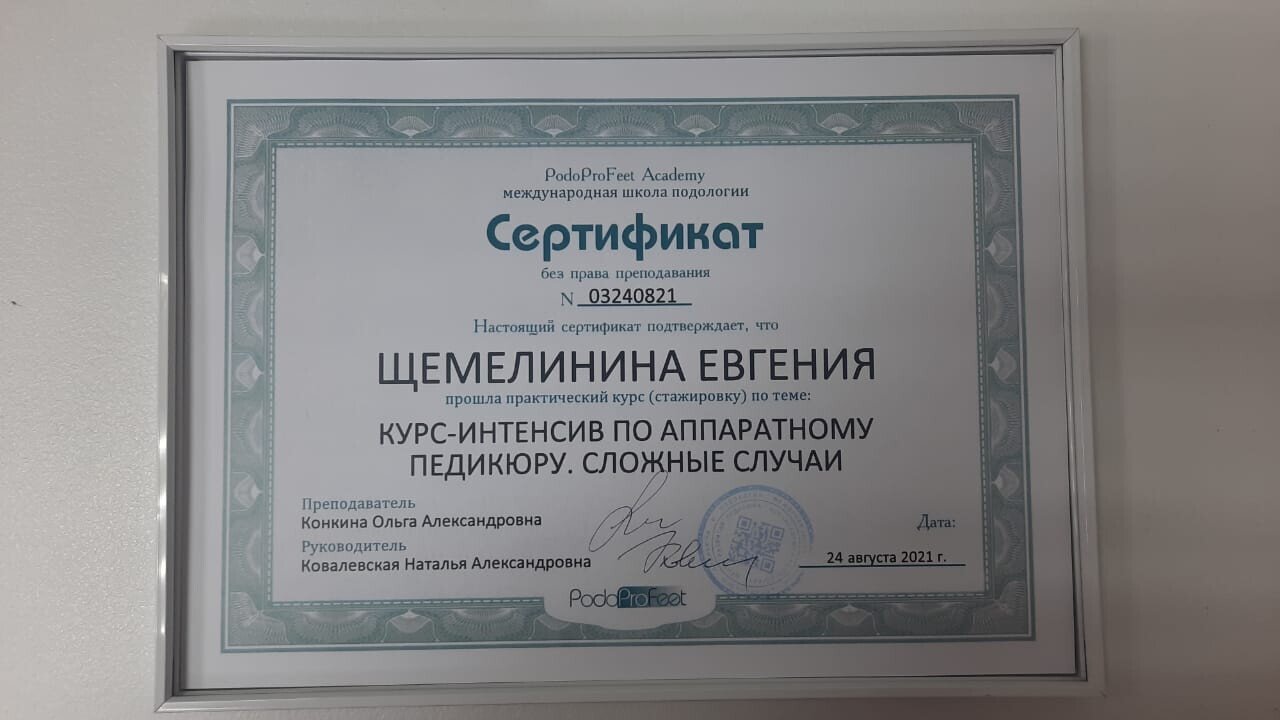 PodoProFeet Academy
международная школа подологии
Сертификат
без права преподавания
N 03240821
Настоящий сертификат подтверждает, что
ЩЕМЕЛИНИНА ЕВГЕНИЯ
прошла практический курс (стажировку) по теме:
КУРС-ИНТЕНСИВ ПО АППАРАТНОМУ
ПЕДИКЮРУ. СЛОЖНЫЕ СЛУЧАИ
Преподаватель
Конкина Ольга Александровна
Руководитель
Ковалевская Наталья Александровна
Дата:
24 августа 2021 г.
PodoProFeet